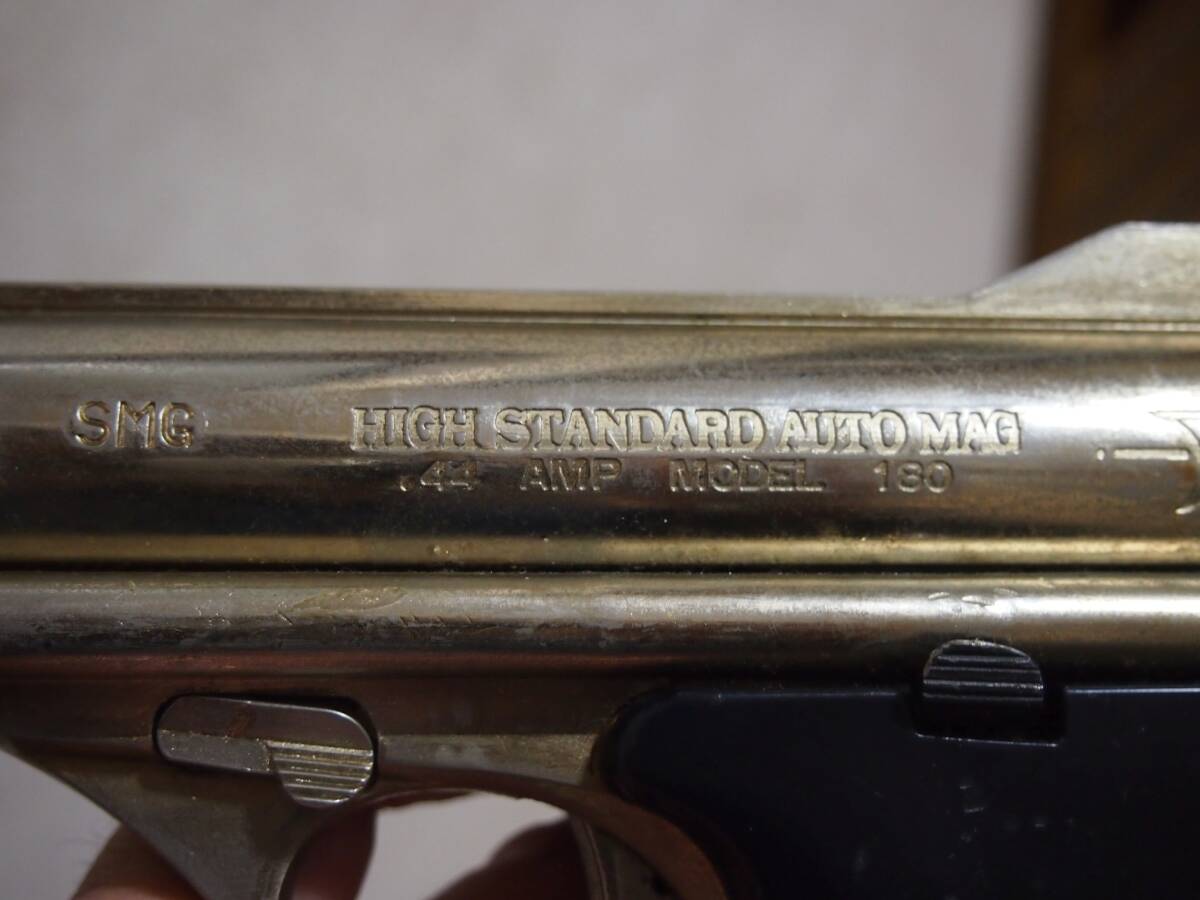 SMG
HIGH STANDARD AUTO MAG
.44 AMP MODEL 180